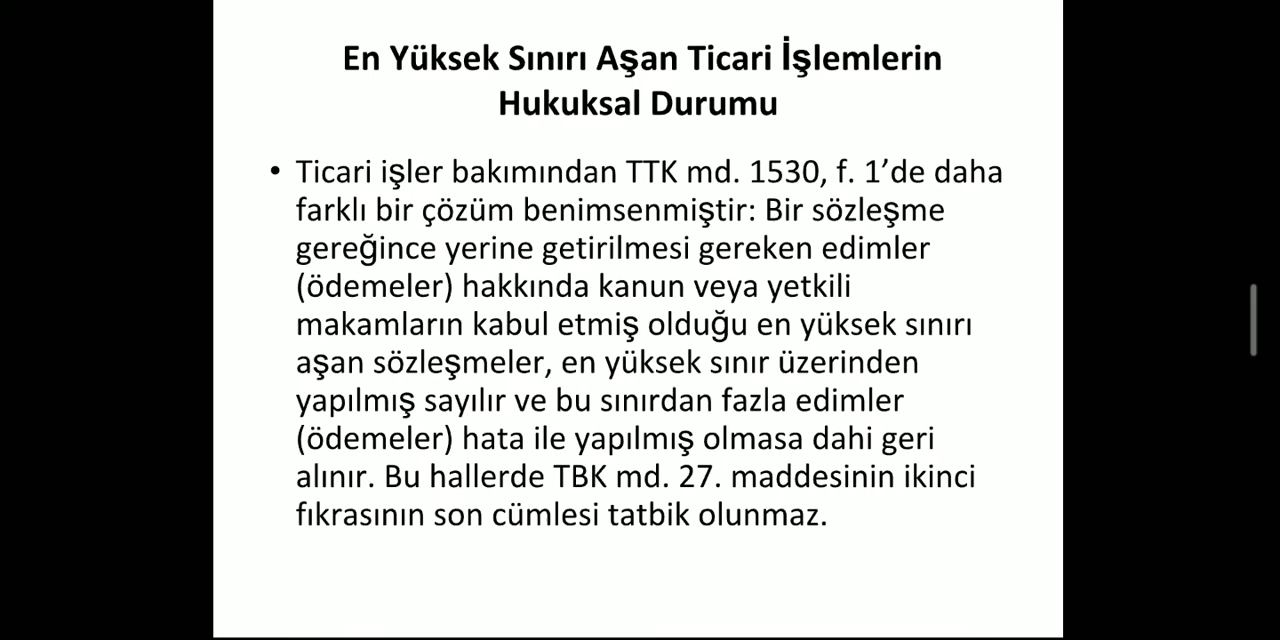 En Yüksek Sınırı Aşan Ticari İşlemlerin
Hukuksal Durumu
• Ticari işler bakımından TTK md. 1530, f. 1’de daha
farklı bir çözüm benimsenmiştir: Bir sözleşme
gereğince yerine getirilmesi gereken edimler
(ödemeler) hakkında kanun veya yetkili
makamların kabul etmiş olduğu en yüksek sınırı
aşan sözleşmeler, en yüksek sınır üzerinden
yapılmış sayılır ve bu sınırdan fazla edimler
(ödemeler) hata ile yapılmış olmasa dahi geri
alınır. Bu hallerde TBK md. 27. maddesinin ikinci
fıkrasının son cümlesi tatbik olunmaz.